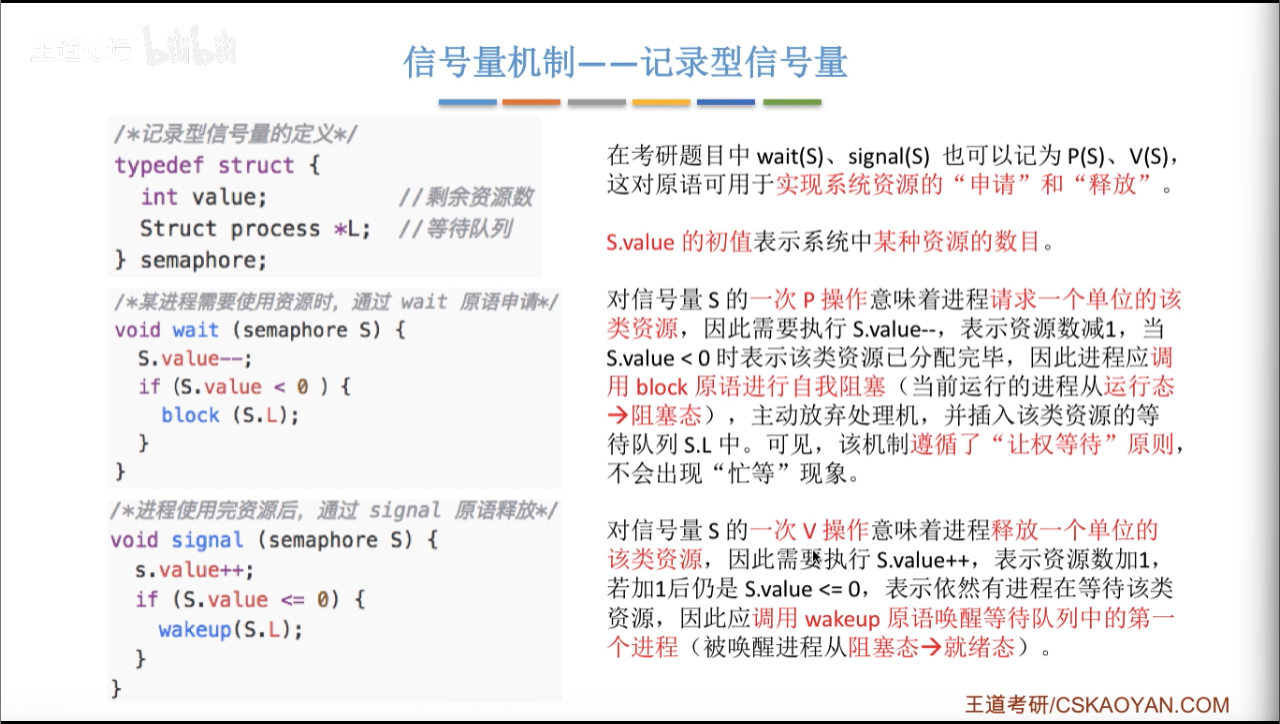 王道论坛 bilibili
信号量机制——记录型信号量
/*记录型信号量的定义*/
typedef struct {
int value; //剩余资源数
Struct process *L; //等待队列
} semaphore;
/*某进程需要使用资源时，通过 wait 原语申请*/
void wait (semaphore S) {
S.value--;
if (S.value < 0 ) {
block (S.L);
}
}
/*进程使用完资源后，通过 signal 原语释放*/
void signal (semaphore S) {
s.value++;
if (S.value <= 0) {
wakeup(S.L);
}
}
在考研题目中 wait(S)、signal(S) 也可以记为 P(S)、V(S)，
这对原语可用于实现系统资源的“申请”和“释放”。
S.value 的初值表示系统中某种资源的数目。
对信号量 S 的一次 P 操作意味着进程请求一个单位的该
类资源，因此需要执行 S.value--，表示资源数减1，当
S.value < 0 时表示该类资源已分配完毕，因此进程应调
用 block 原语进行自我阻塞（当前运行的进程从运行态
→阻塞态），主动放弃处理机，并插入该类资源的等
待队列 S.L 中。可见，该机制遵循了“让权等待”原则，
不会出现“忙等”现象。
对信号量 S 的一次 V 操作意味着进程释放一个单位的
该类资源，因此需要执行 S.value++，表示资源数加1，
若加1后仍是 S.value <= 0，表示依然有进程在等待该类
资源，因此应调用 wakeup 原语唤醒等待队列中的第一
个进程（被唤醒进程从阻塞态→就绪态）。
王道考研/CSKAOYAN.COM